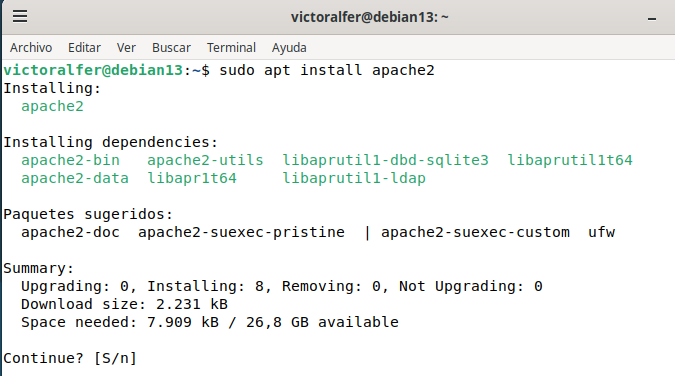 victoralfer@debian13: ~
Archivo Editar Ver Buscar Terminal Ayuda
victoralfer@debian13:~$ sudo apt install apache2
Installing:
  apache2

Installing dependencies:
  apache2-bin   apache2-utils  libaprutil1-dbd-sqlite3  libaprutil1t64
  apache2-data  libapr1t64     libaprutil1-ldap

Paquetes sugeridos:
  apache2-doc  apache2-suexec-pristine  | apache2-suexec-custom  ufw

Summary:
  Upgrading: 0, Installing: 8, Removing: 0, Not Upgrading: 0
  Download size: 2.231 kB
  Space needed: 7.909 kB / 26,8 GB available

Continue? [S/n]